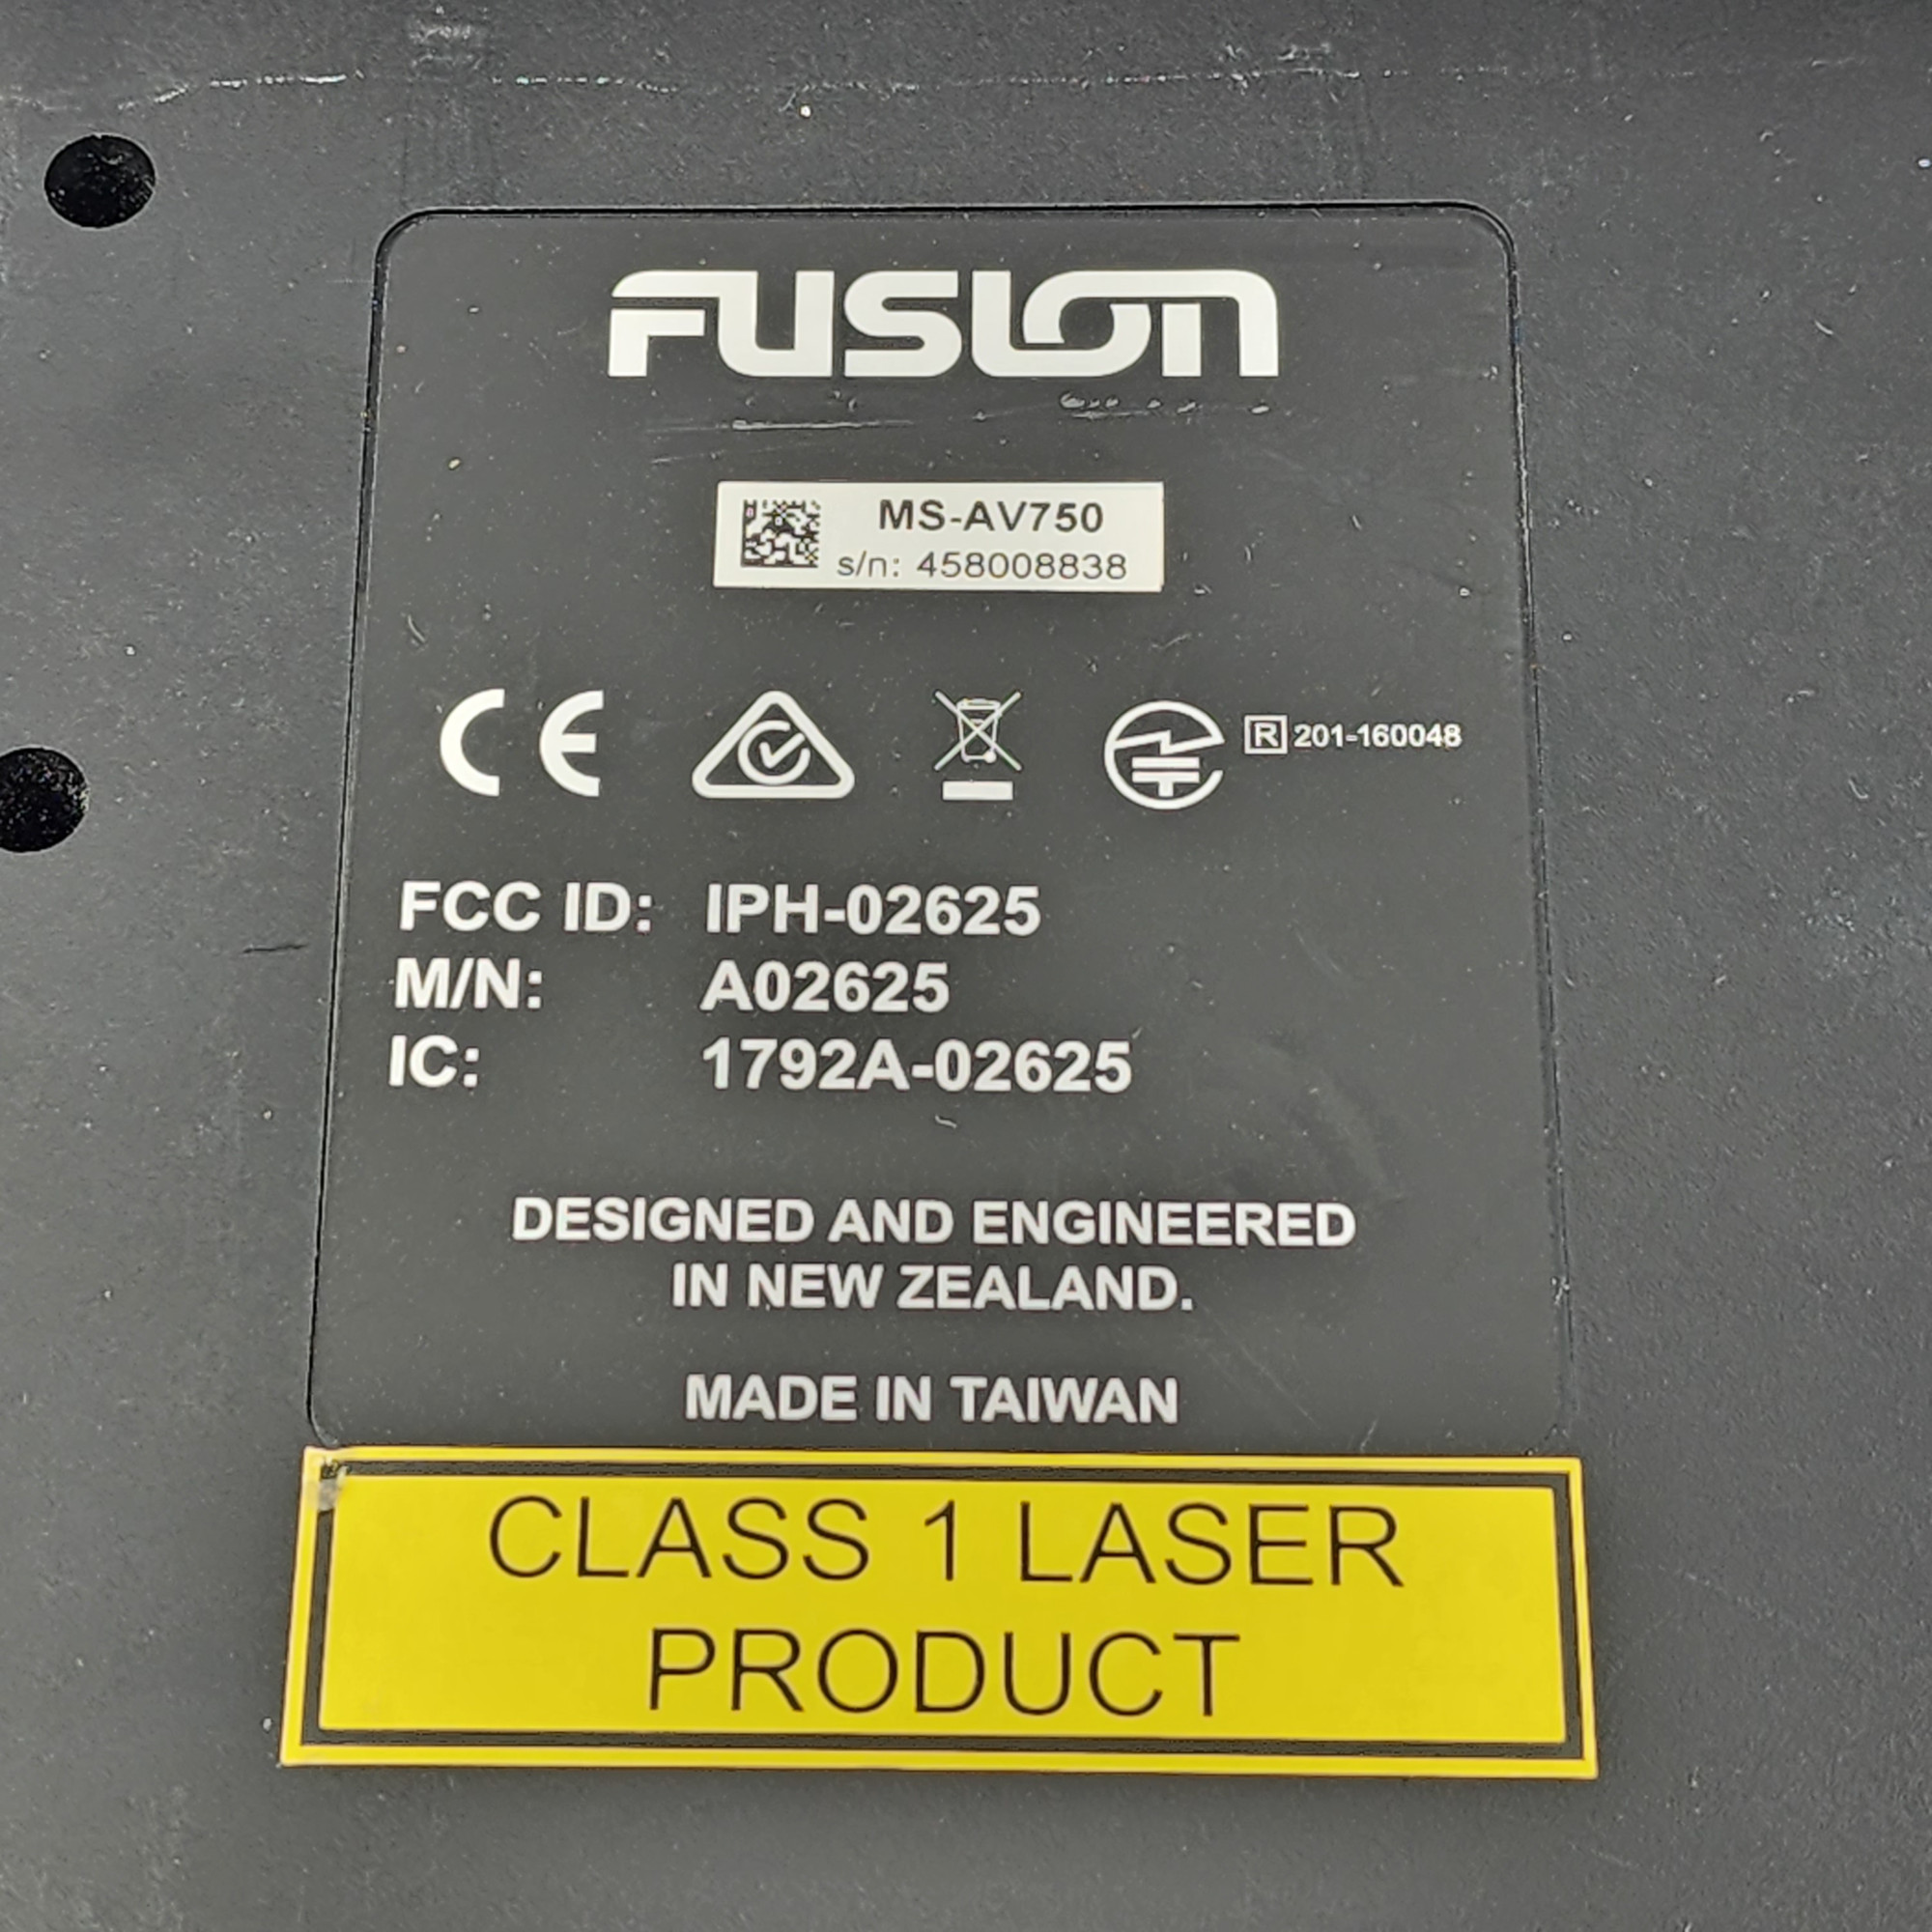 FUSION
MS-AV750
s/n: 458008838
CE
R 201-160048
FCC ID: IPH-02625
M/N: A02625
IC: 1792A-02625
DESIGNED AND ENGINEERED
IN NEW ZEALAND.
MADE IN TAIWAN
CLASS 1 LASER
PRODUCT